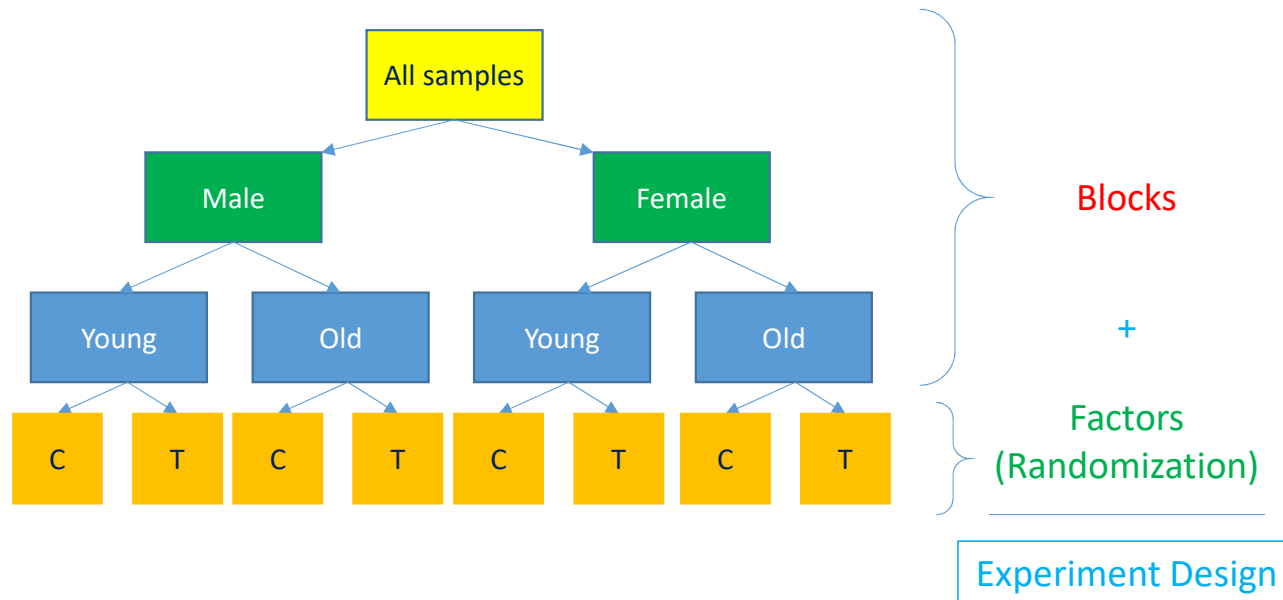 All samples
Male
Female
Blocks
Young
Old
Young
Old
+
C
T
C
T
C
T
C
T
Factors
(Randomization)
Experiment Design